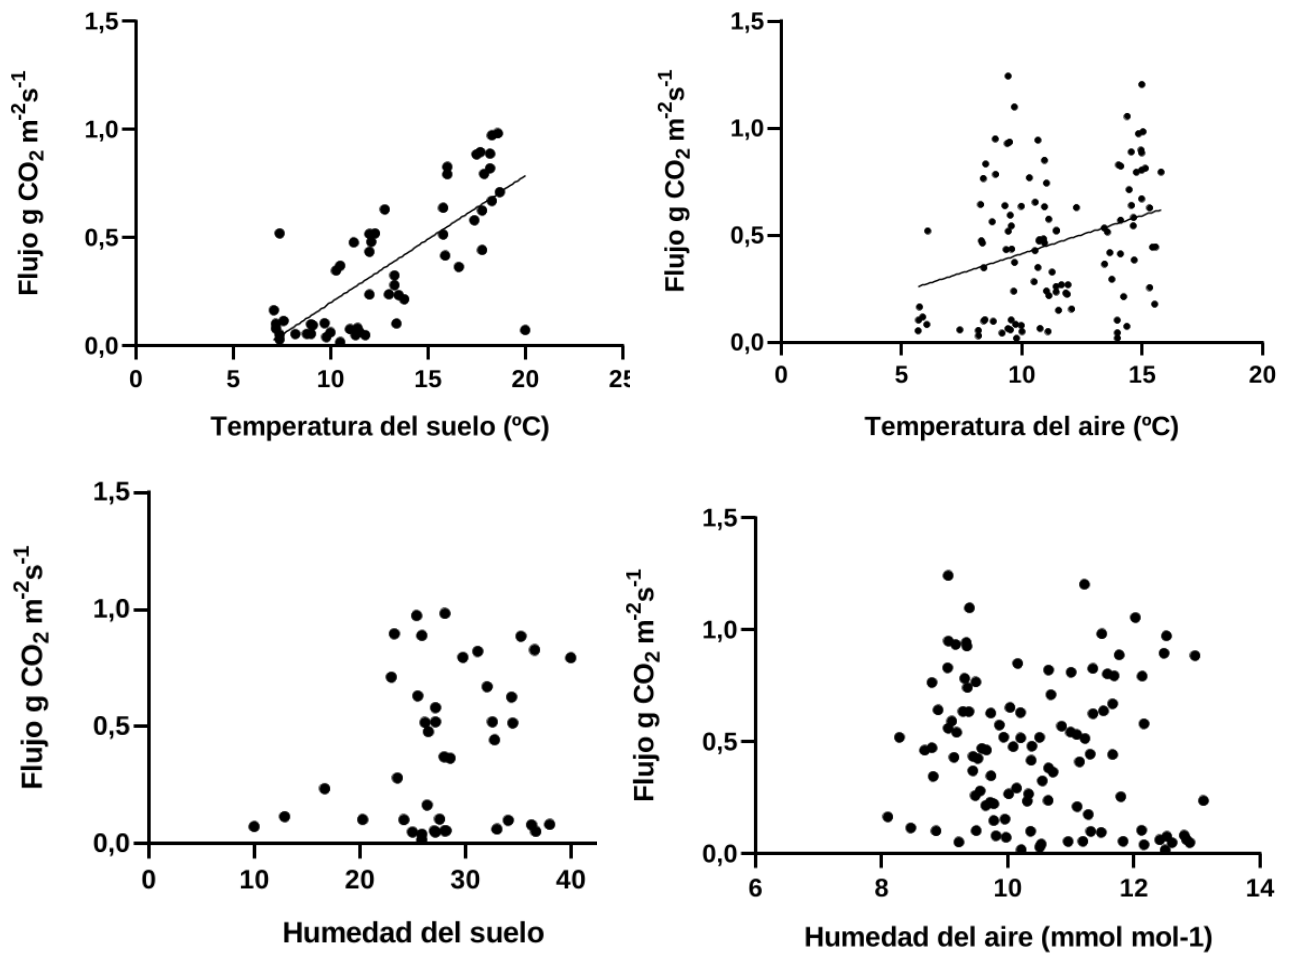 1,5
1,0
0,5
0,0
Flujo g CO2 m-2s-1
0 5 10 15 20 25
Temperatura del suelo (ºC)
1,5
1,0
0,5
0,0
Flujo g CO2 m-2s-1
0 5 10 15 20
Temperatura del aire (ºC)
1,5
1,0
0,5
0,0
Flujo g CO2 m-2s-1
0 10 20 30 40
Humedad del suelo
1,5
1,0
0,5
0,0
Flujo g CO2 m-2s-1
6 8 10 12 14
Humedad del aire (mmol mol-1)